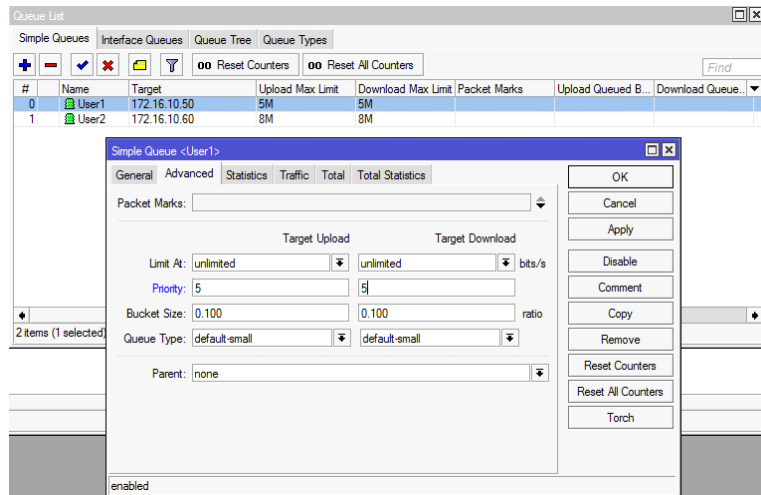 Queue List
Simple Queues Interface Queues Queue Tree Queue Types
00 Reset Counters 00 Reset All Counters Find
# Name Target Upload Max Limit Download Max Limit Packet Marks Upload Queued B... Download Queue...
0 User1 172.16.10.50 5M 5M
1 User2 172.16.10.60 8M 8M
2 items (1 selected)
Simple Queue <User1>
General Advanced Statistics Traffic Total Total Statistics
Packet Marks:
Target Upload Target Download
Limit At: unlimited unlimited bits/s
Priority: 5 5
Bucket Size: 0.100 0.100 ratio
Queue Type: default-small default-small
Parent: none
enabled
OK
Cancel
Apply
Disable
Comment
Copy
Remove
Reset Counters
Reset All Counters
Torch